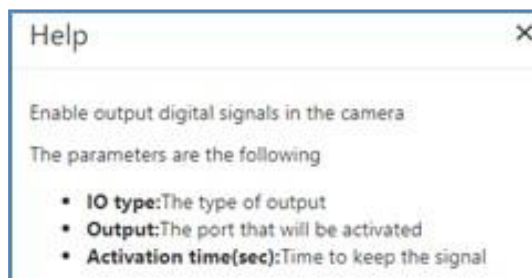 Help
Enable output digital signals in the camera
The parameters are the following
• IO type:The type of output
• Output:The port that will be activated
• Activation time(sec):Time to keep the signal